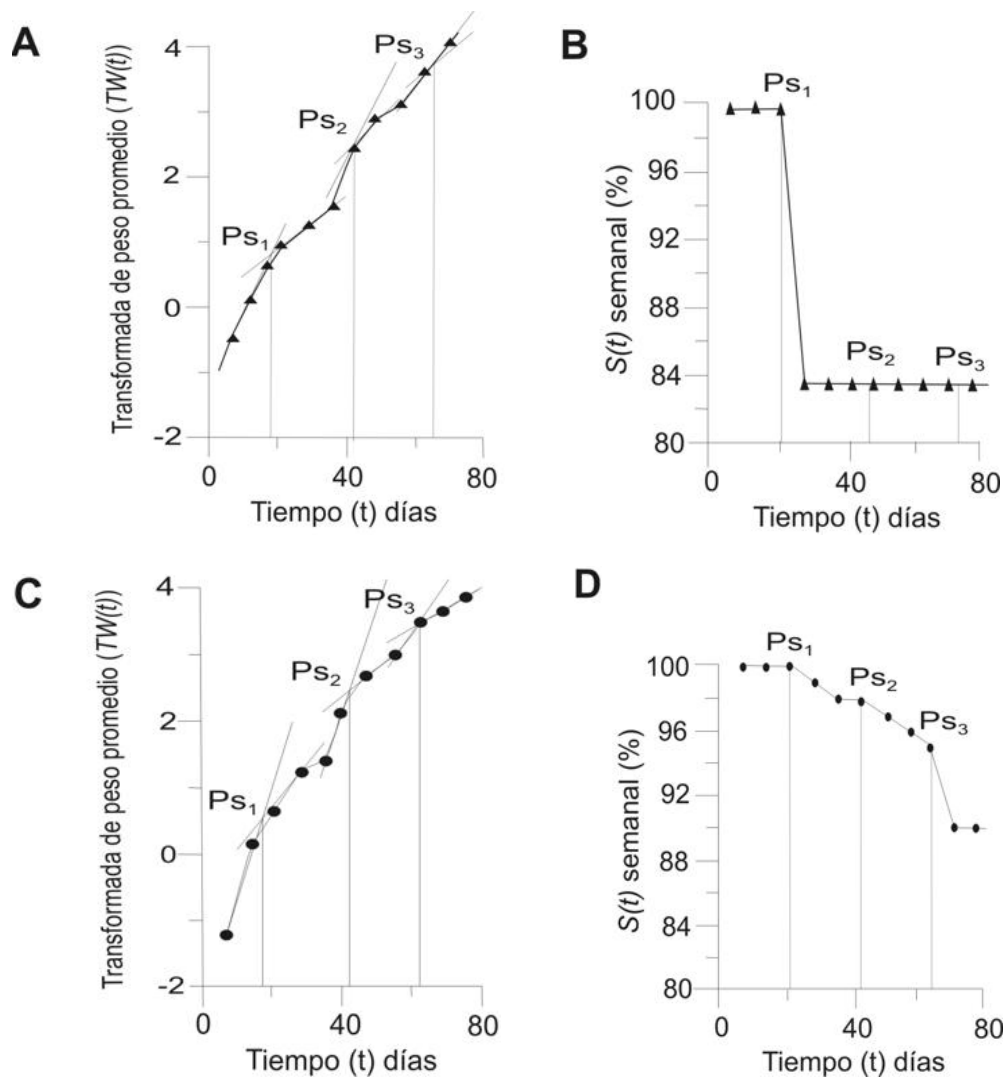 A
Transformada de peso promedio (TW(t))
4
2
0
-2
Ps1
Ps2
Ps3
0 40 80
Tiempo (t) días
B
S(t) semanal (%)
100
96
92
88
84
80
Ps1
Ps2
Ps3
0 40 80
Tiempo (t) días
C
Transformada de peso promedio (TW(t))
4
2
0
-2
Ps1
Ps2
Ps3
0 40 80
Tiempo (t) días
D
S(t) semanal (%)
100
96
92
88
84
80
Ps1
Ps2
Ps3
0 40 80
Tiempo (t) días